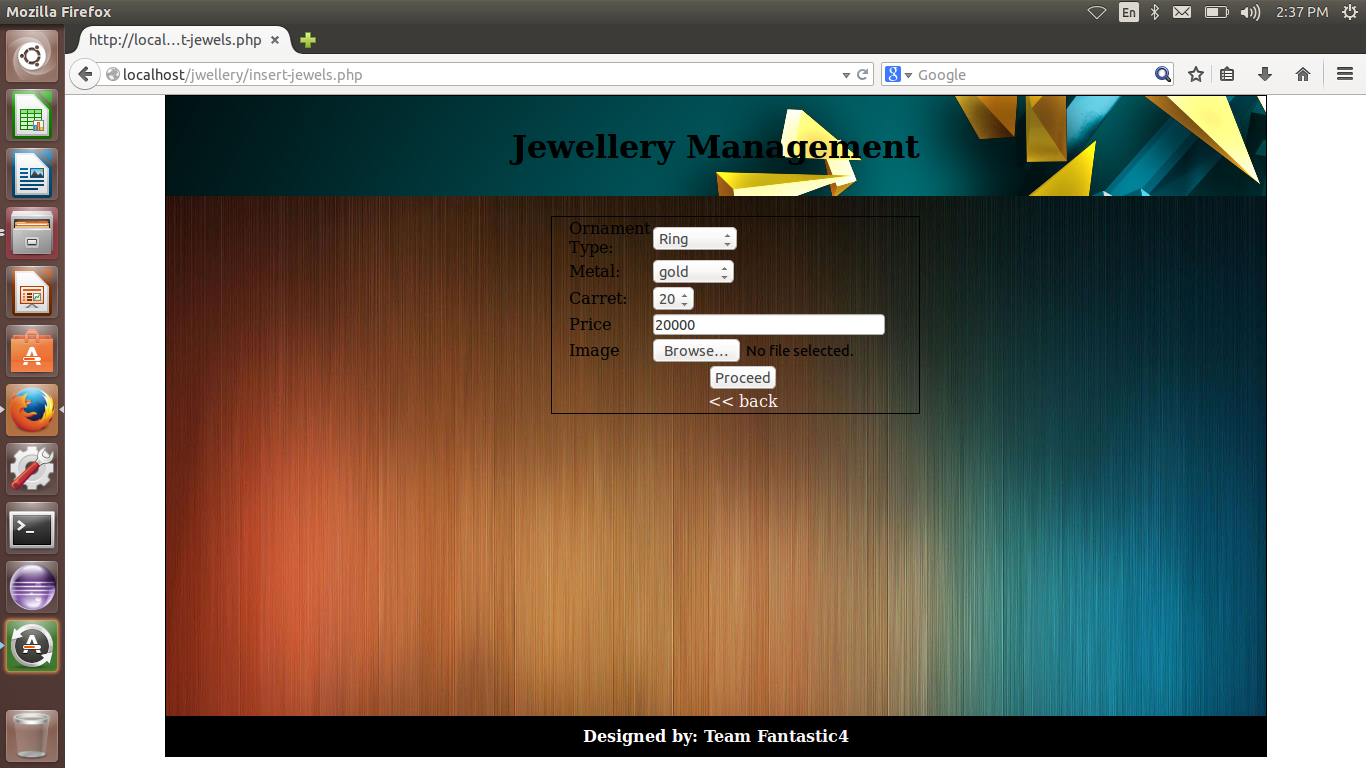 Mozilla Firefox
En
2:37 PM
http://local...t-jewels.php
localhost/jwellery/insert-jewels.php
8
Google
Jewellery Management
Ornament
Type:
Ring
Metal:
gold
Carret:
20
Price
20000
Image
Browse...
No file selected.
Proceed
<< back
Designed by: Team Fantastic4